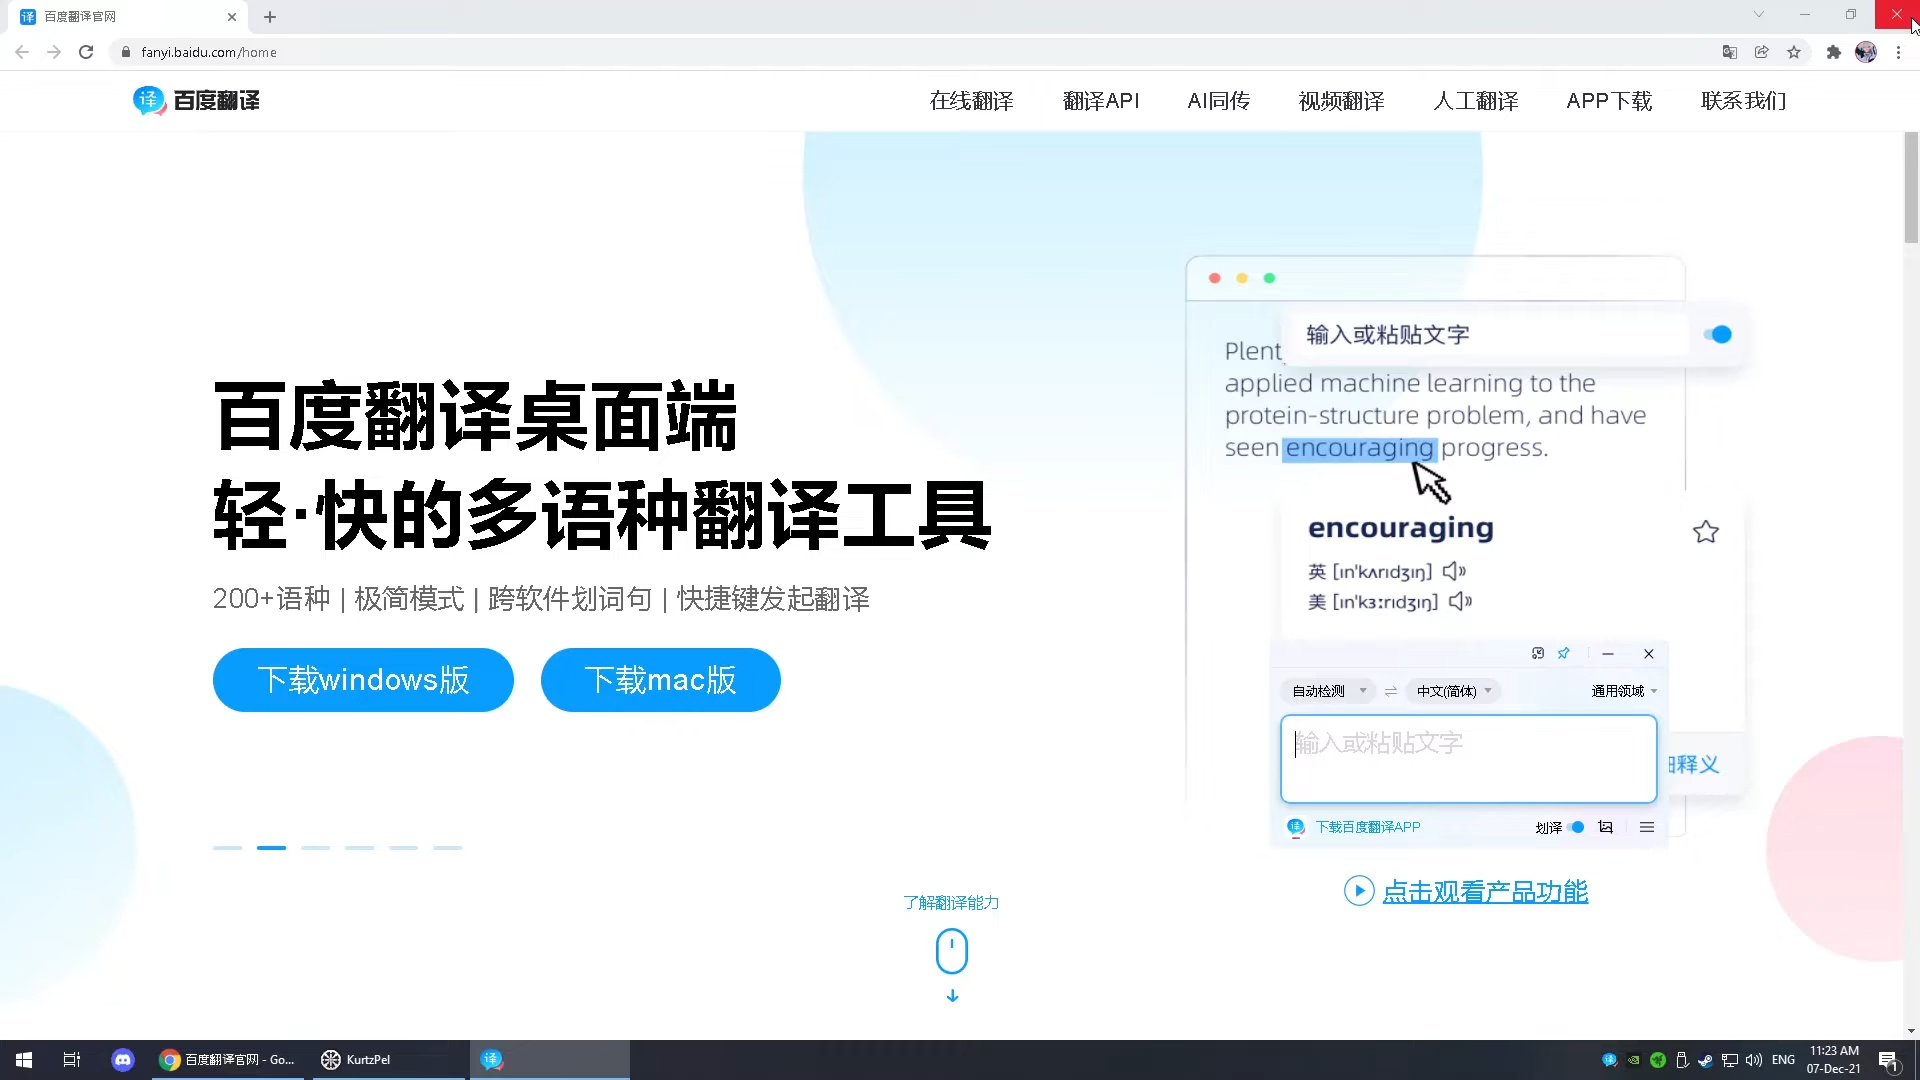 百度翻译官网
fanyi.baidu.com/home
译 百度翻译
在线翻译 翻译API AI同传 视频翻译 人工翻译 APP下载 联系我们
百度翻译桌面端
轻·快的多语种翻译工具
200+语种 | 极简模式 | 跨软件划词句 | 快捷键发起翻译
下载windows版 下载mac版
输入或粘贴文字
Plent
applied machine learning to the
protein-structure problem, and have
seen encouraging progress.
encouraging
英 [ɪn'kʌrɪdʒɪŋ]
美 [ɪn'kɜːrɪdʒɪŋ]
自动检测 中文(简体) 通用领域
输入或粘贴文字
释义
下载百度翻译APP 划译
点击观看产品功能
了解翻译能力
百度翻译官网 - Go... KurtzPel 译
ENG 11:23 AM
07-Dec-21
1